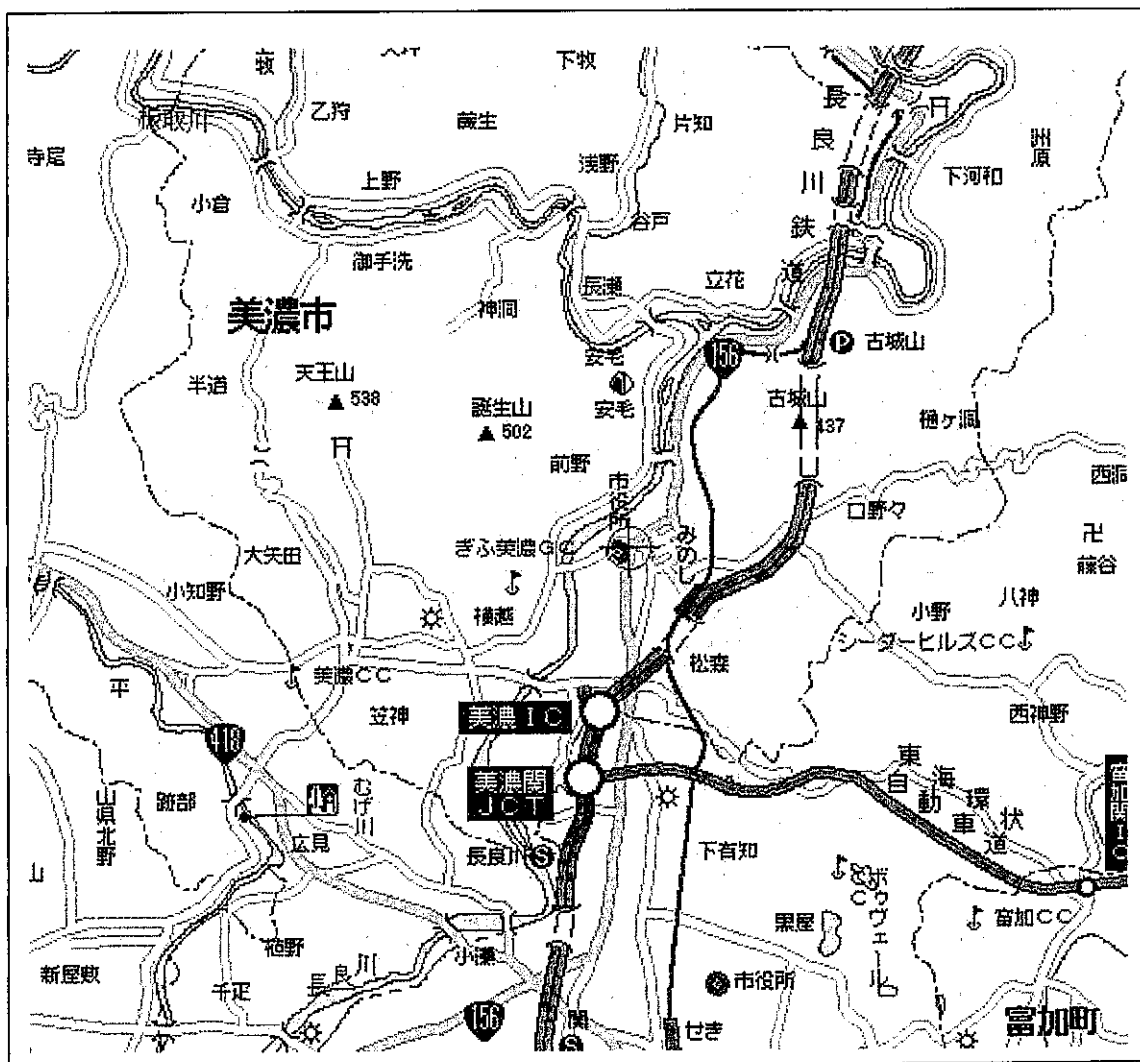 下牧
乙狩
蕨生
片知
長良川鉄道
洲原
板取川
寺尾
浅野
下河和
上野
小倉
谷戸
御手洗
長瀬
立花
神洞
美濃市
156
P
古城山
安毛
天王山
538
半道
誕生山
502
安毛
古城山
437
樋ヶ洞
前野
市役所
西洞
口野々
みのし
ぎふ美濃GC
大矢田
卍
藤谷
小知野
横越
小野
八神
シーダーヒルズCC
松森
美濃CC
平
笠神
美濃IC
西神野
418
美濃関
JCT
東海環状
自動車道
富加関IC
むげ川
跡部
山県北野
広見
長良川
S
下有知
山
黒屋
富加CC
植野
小瀬
長良川
新屋敷
千疋
市役所
156
関
S
せき
富加町